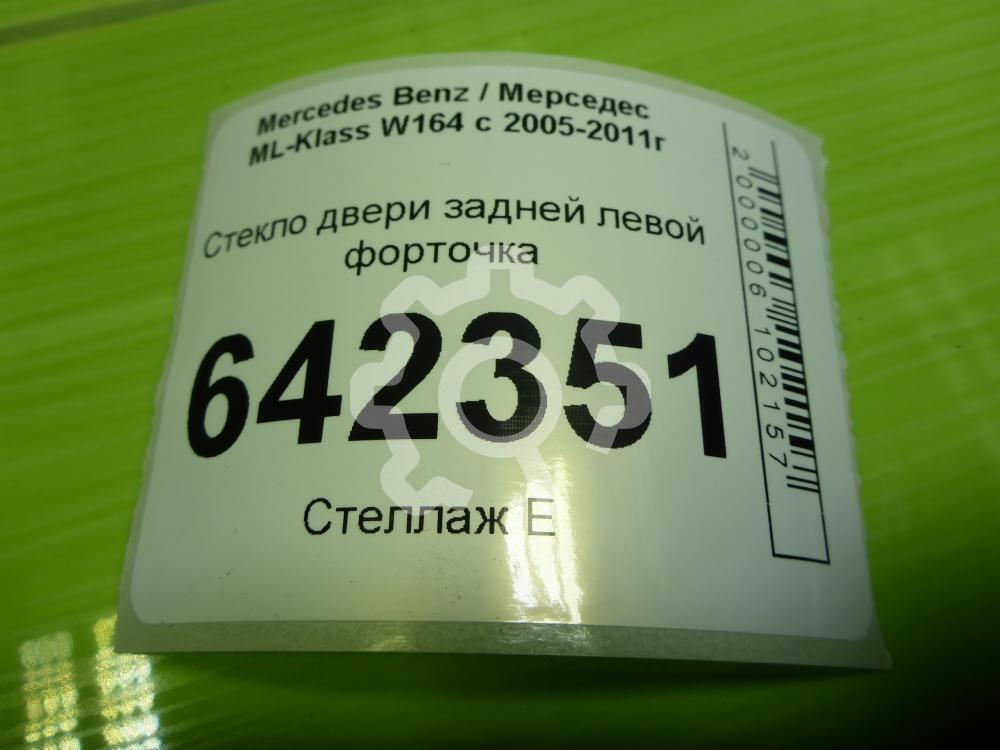 Mercedes Benz / Мерседес
ML-Klass W164 с 2005-2011г
Стекло двери задней левой
форточка
642351
Стеллаж Е
2000006102157